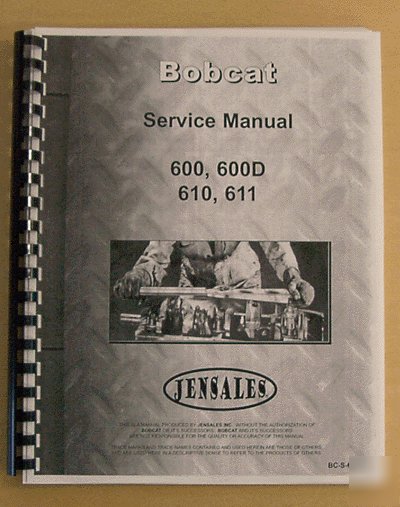 Bobcat
Service Manual
600, 600D
610, 611
JENSALES
THIS IS A MANUAL PRODUCED BY JENSALES INC. WITHOUT THE AUTHORIZATION OF
BOBCAT OR IT'S SUCCESSORS. BOBCAT AND IT'S SUCCESSORS
ARE NOT RESPONSIBLE FOR THE QUALITY OR ACCURACY OF THIS MANUAL.
TRADE MARKS AND TRADE NAMES CONTAINED AND USED HEREIN ARE THOSE OF OTHERS,
AND ARE USED HERE IN A DESCRIPTIVE SENSE TO REFER TO THE PRODUCTS OF OTHERS.
BC-S-